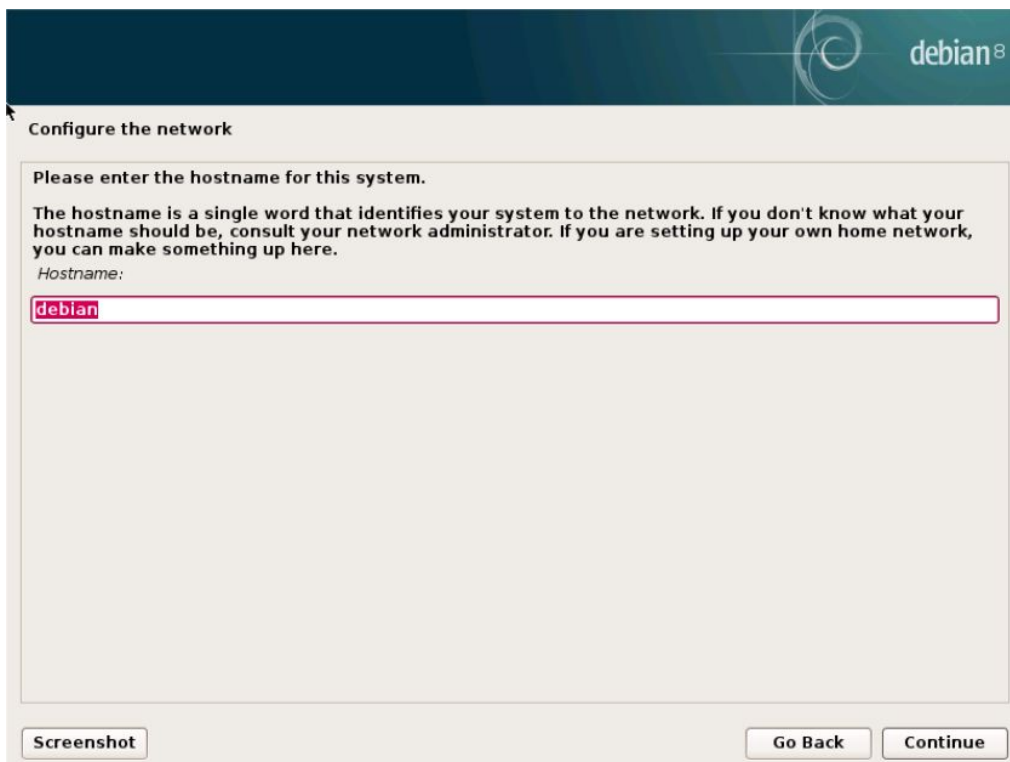 debian 8
Configure the network
Please enter the hostname for this system.
The hostname is a single word that identifies your system to the network. If you don't know what your
hostname should be, consult your network administrator. If you are setting up your own home network,
you can make something up here.
Hostname:
debian
Screenshot
Go Back
Continue